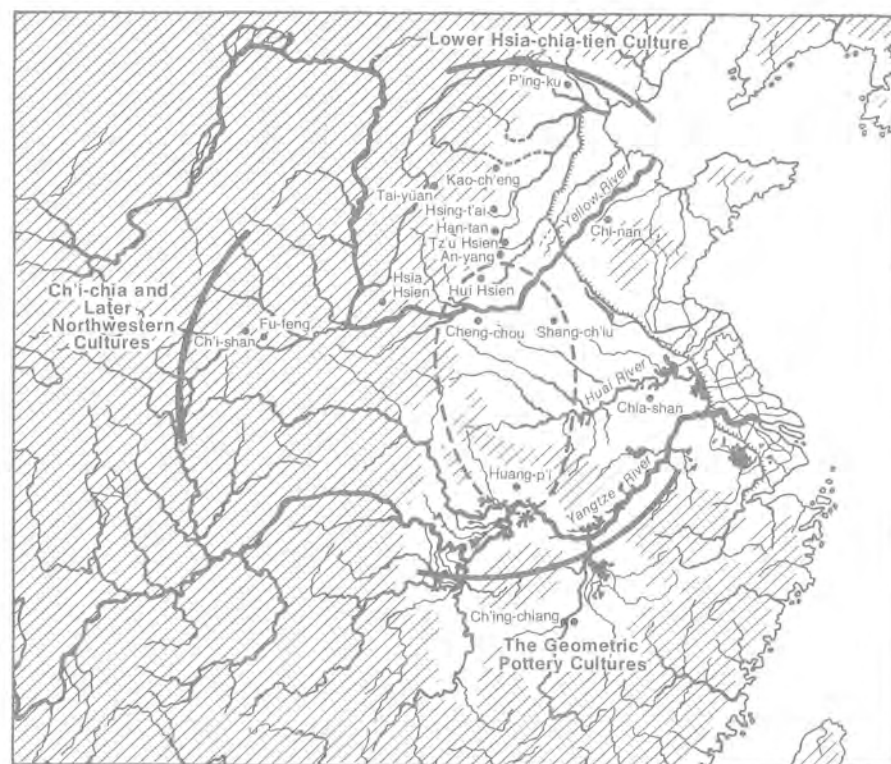 Lower Hsia-chia-tien Culture
P'ing-ku
Kao-ch'eng
Tai-yüan
Hsing-t'ai
Han-tan
Tz'u Hsien
An-yang
Yellow River
Chi-nan
Hsia
Hsien
Hui Hsien
Ch'i-chia and
Later
Northwestern
Cultures
Fu-feng
Ch'i-shan
Cheng-chou
Shang-ch'iu
Huai River
Chia-shan
Huang-p'i
Yangtze River
Ch'ing-chiang
The Geometric
Pottery Cultures